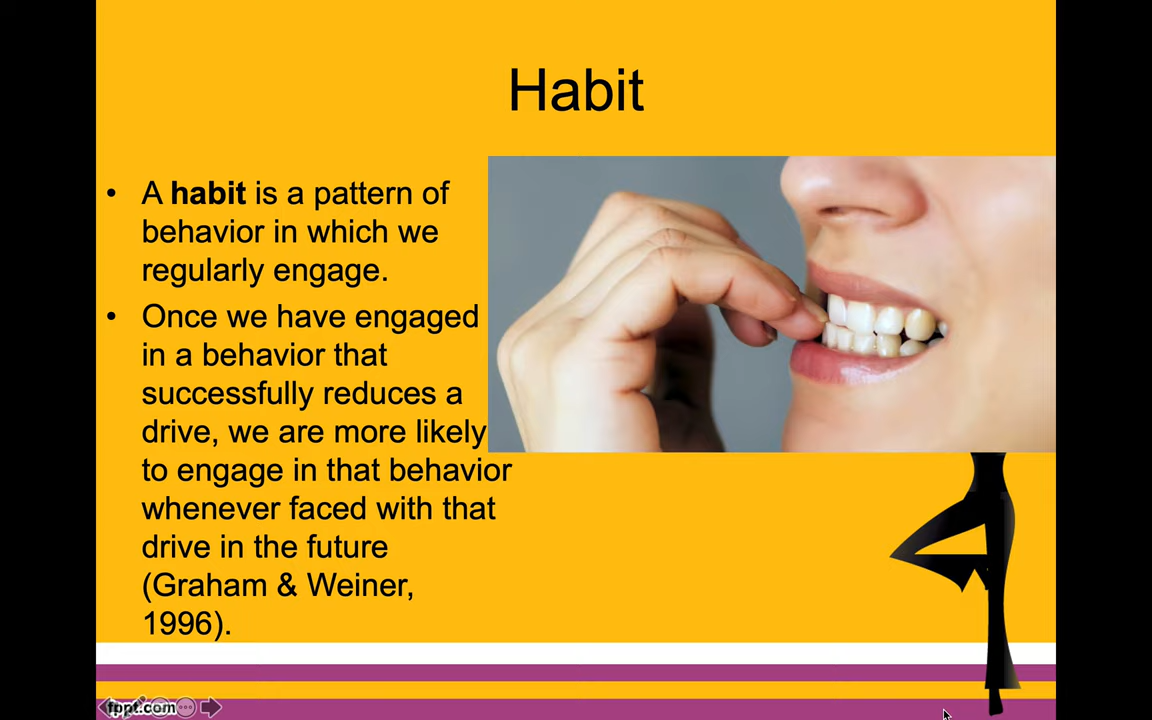 Habit
• A habit is a pattern of
behavior in which we
regularly engage.
• Once we have engaged
in a behavior that
successfully reduces a
drive, we are more likely
to engage in that behavior
whenever faced with that
drive in the future
(Graham & Weiner,
1996).
fppt.com